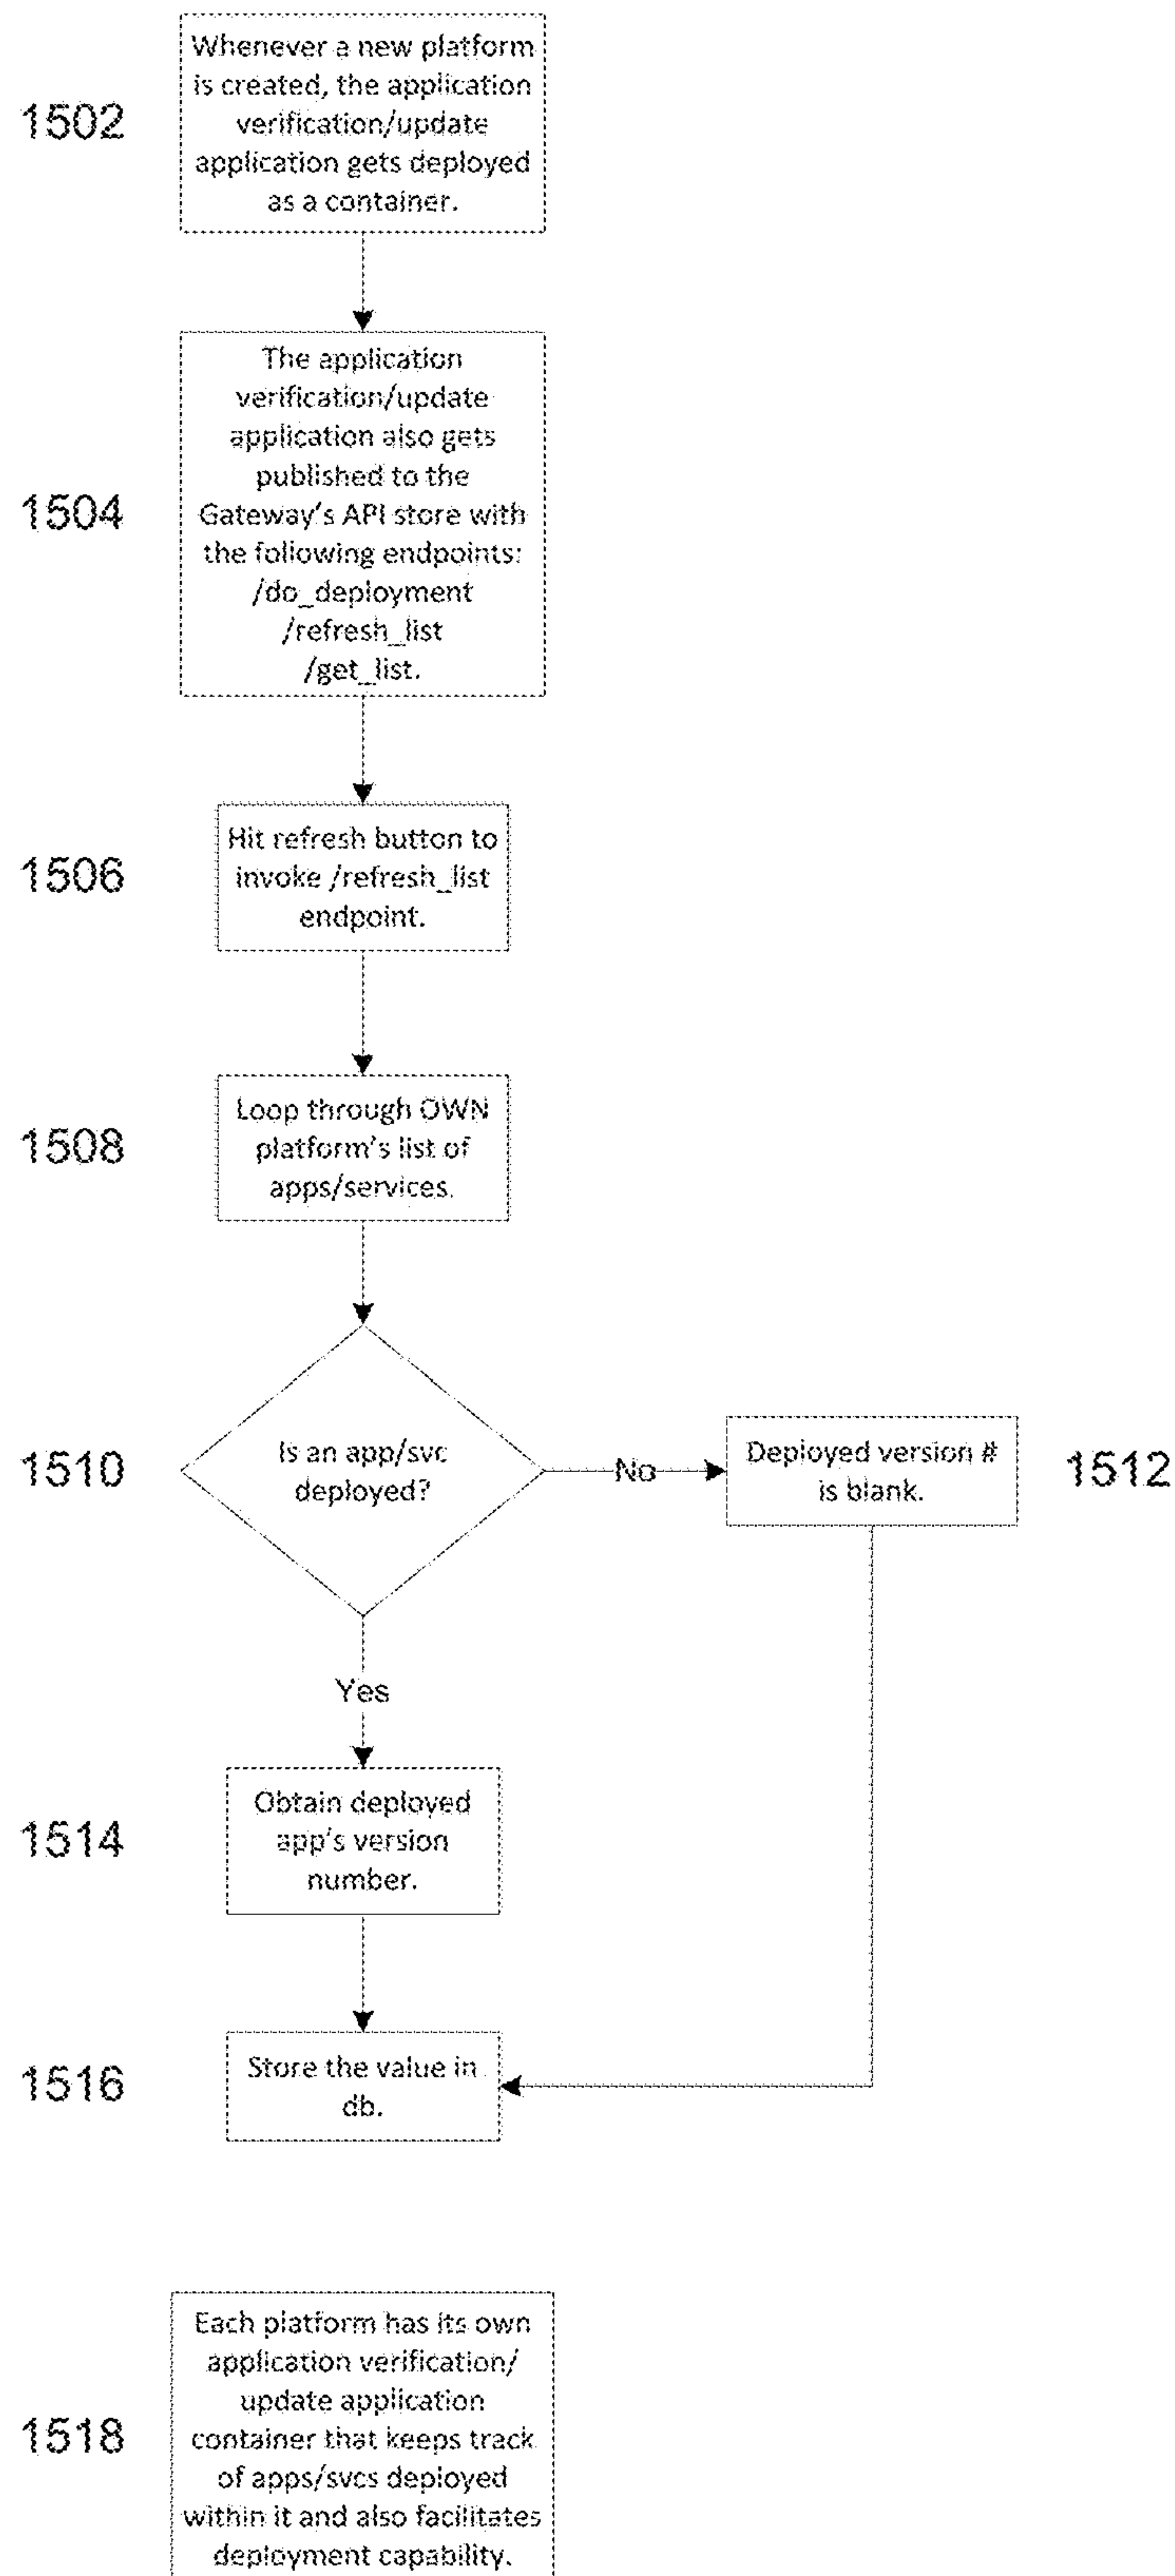 1502
Whenever a new platform
is created, the application
verification/update
application gets deployed
as a container.
1504
The application
verification/update
application also gets
published to the
Gateway's API store with
the following endpoints:
/do_deployment
/refresh_list
/get_list.
1506
Hit refresh button to
invoke /refresh_list
endpoint.
1508
Loop through OWN
platform's list of
apps/services.
1510
Is an app/svc
deployed?
No
Deployed version #
is blank.
1512
Yes
1514
Obtain deployed
app's version
number.
1516
Store the value in
db.
1518
Each platform has its own
application verification/
update application
container that keeps track
of apps/svcs deployed
within it and also facilitates
deployment capability.